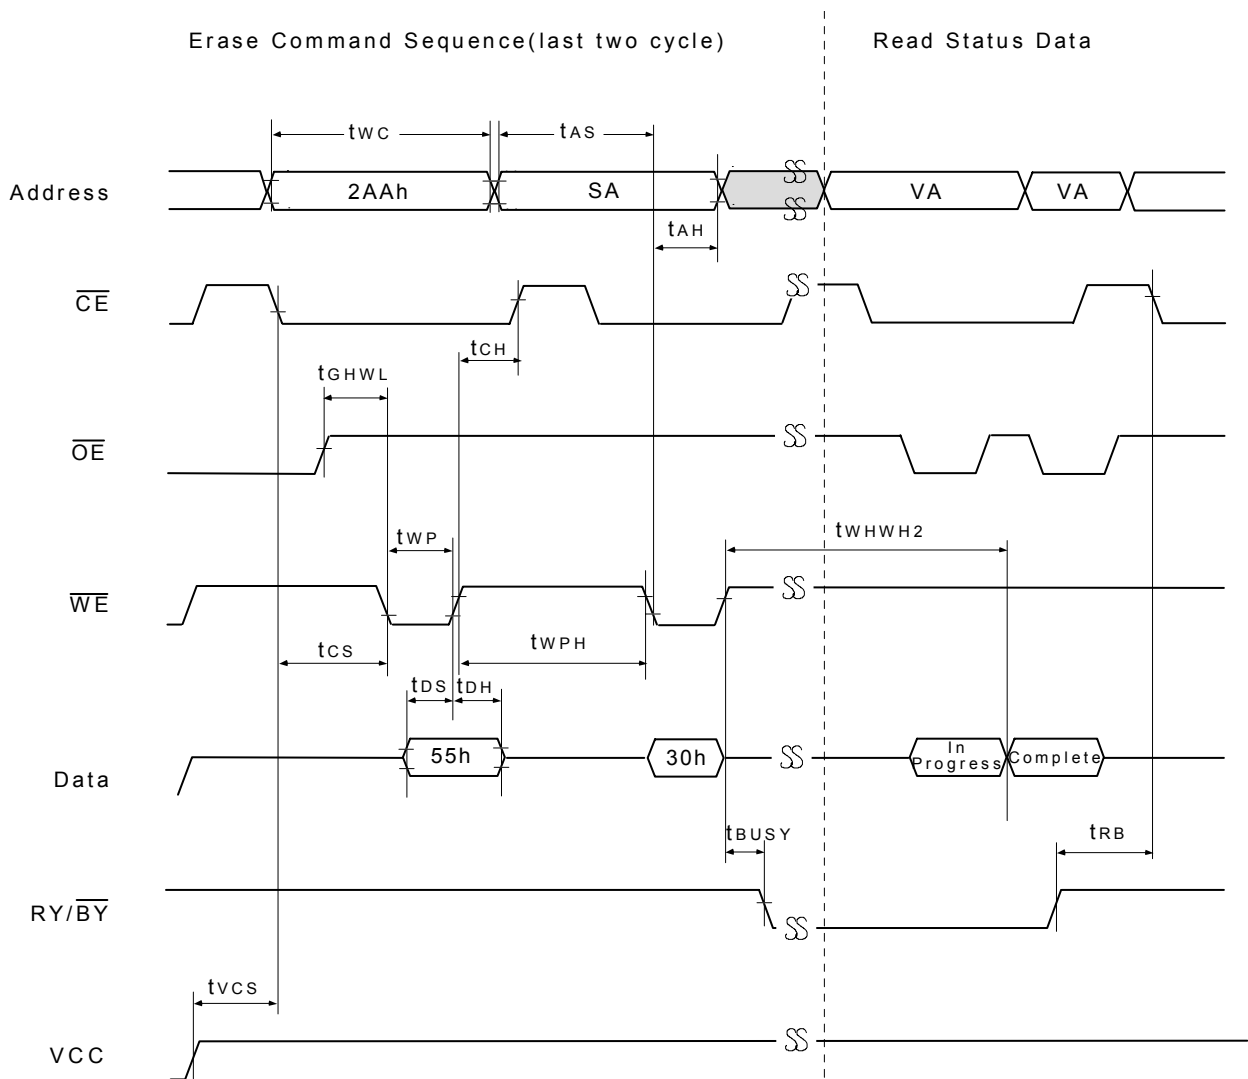 Erase Command Sequence(last two cycle) Read Status Data
tWC tAS
Address 2AAh SA VA VA
tAH
CE
tCH
tGHWL
OE
tWP tWHWH2
WE
tCS tWPH
tDS tDH
Data 55h 30h In Progress Complete
tBUSY tRB
RY/BY
tVCS
VCC